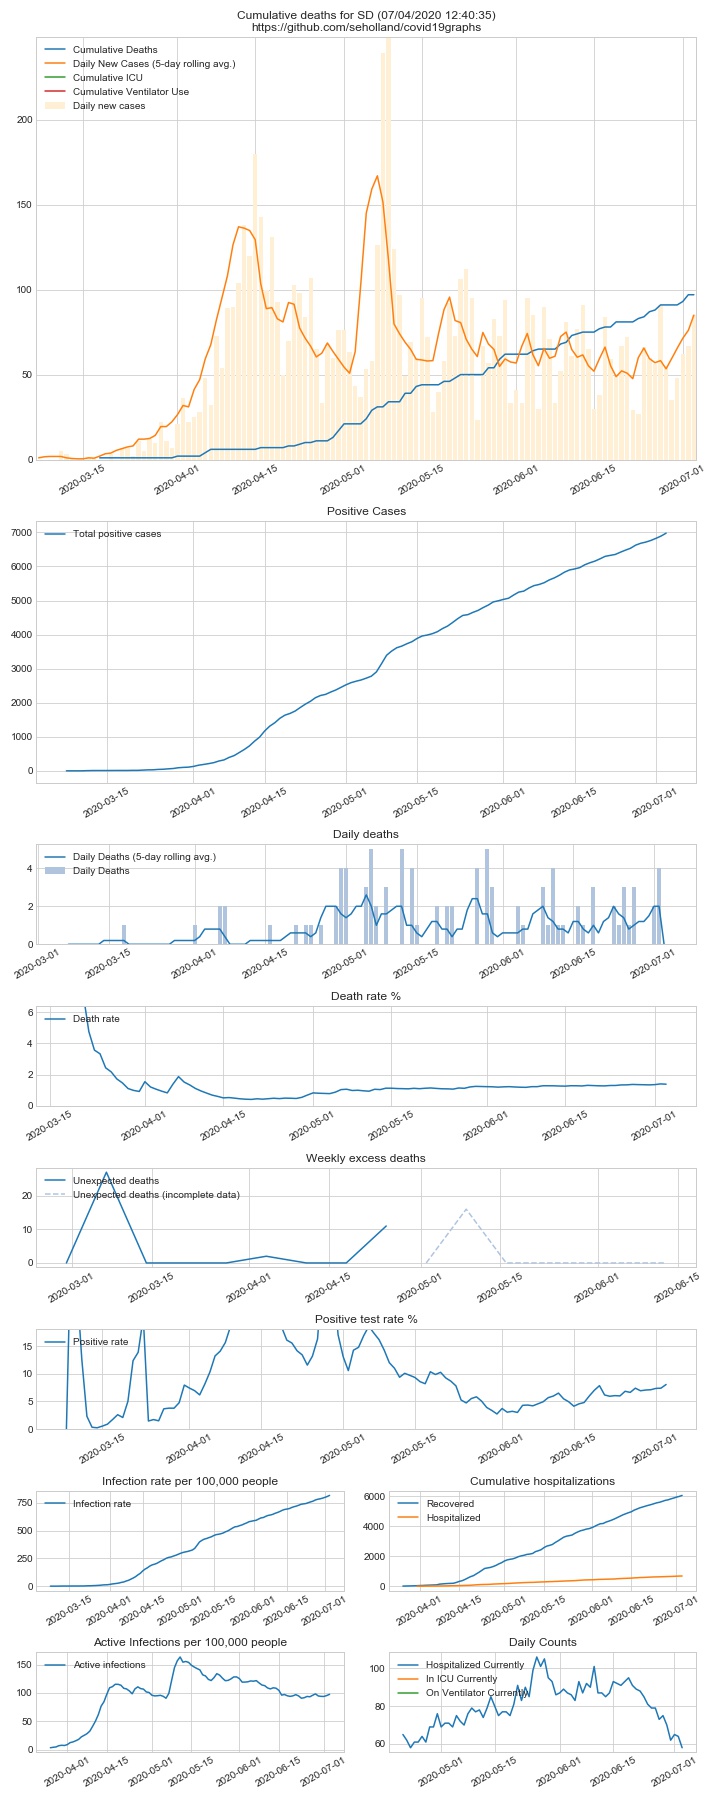 Cumulative deaths for SD (07/04/2020 12:40:35)
https://github.com/seholland/covid19graphs
Cumulative Deaths
Daily New Cases (5-day rolling avg.)
Cumulative ICU
Cumulative Ventilator Use
Daily new cases
200
150
100
50
0
2020-03-15 2020-04-01 2020-04-15 2020-05-01 2020-05-15 2020-06-01 2020-06-15 2020-07-01
Positive Cases
Total positive cases
7000
6000
5000
4000
3000
2000
1000
0
2020-03-15 2020-04-01 2020-04-15 2020-05-01 2020-05-15 2020-06-01 2020-06-15 2020-07-01
Daily deaths
Daily Deaths (5-day rolling avg.)
Daily Deaths
4
2
0
2020-03-01 2020-03-15 2020-04-01 2020-04-15 2020-05-01 2020-05-15 2020-06-01 2020-06-15 2020-07-01
Death rate %
Death rate
6
4
2
0
2020-03-15 2020-04-01 2020-04-15 2020-05-01 2020-05-15 2020-06-01 2020-06-15 2020-07-01
Weekly excess deaths
Unexpected deaths
Unexpected deaths (incomplete data)
20
10
0
2020-03-01 2020-03-15 2020-04-01 2020-04-15 2020-05-01 2020-05-15 2020-06-01 2020-06-15
Positive test rate %
Positive rate
15
10
5
0
2020-03-15 2020-04-01 2020-04-15 2020-05-01 2020-05-15 2020-06-01 2020-06-15 2020-07-01
Infection rate per 100,000 people
Infection rate
750
500
250
0
2020-03-15 2020-04-01 2020-04-15 2020-05-01 2020-05-15 2020-06-01 2020-06-15 2020-07-01
Cumulative hospitalizations
Recovered
Hospitalized
6000
4000
2000
0
2020-04-01 2020-04-15 2020-05-01 2020-05-15 2020-06-01 2020-06-15 2020-07-01
Active Infections per 100,000 people
Active infections
150
100
50
0
2020-04-01 2020-04-15 2020-05-01 2020-05-15 2020-06-01 2020-06-15 2020-07-01
Daily Counts
Hospitalized Currently
In ICU Currently
On Ventilator Currently
100
80
60
2020-05-01 2020-05-15 2020-06-01 2020-06-15 2020-07-01